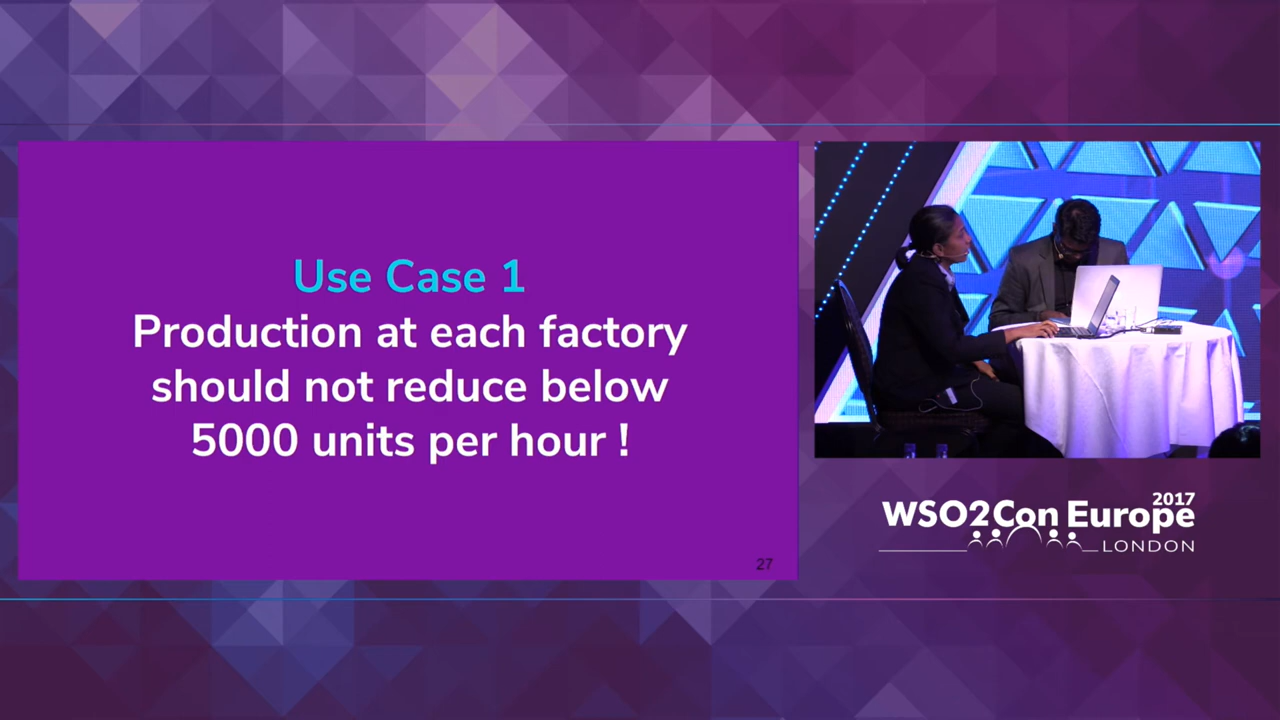 Use Case 1
Production at each factory
should not reduce below
5000 units per hour !
27
2017
WSO2Con Europe
LONDON